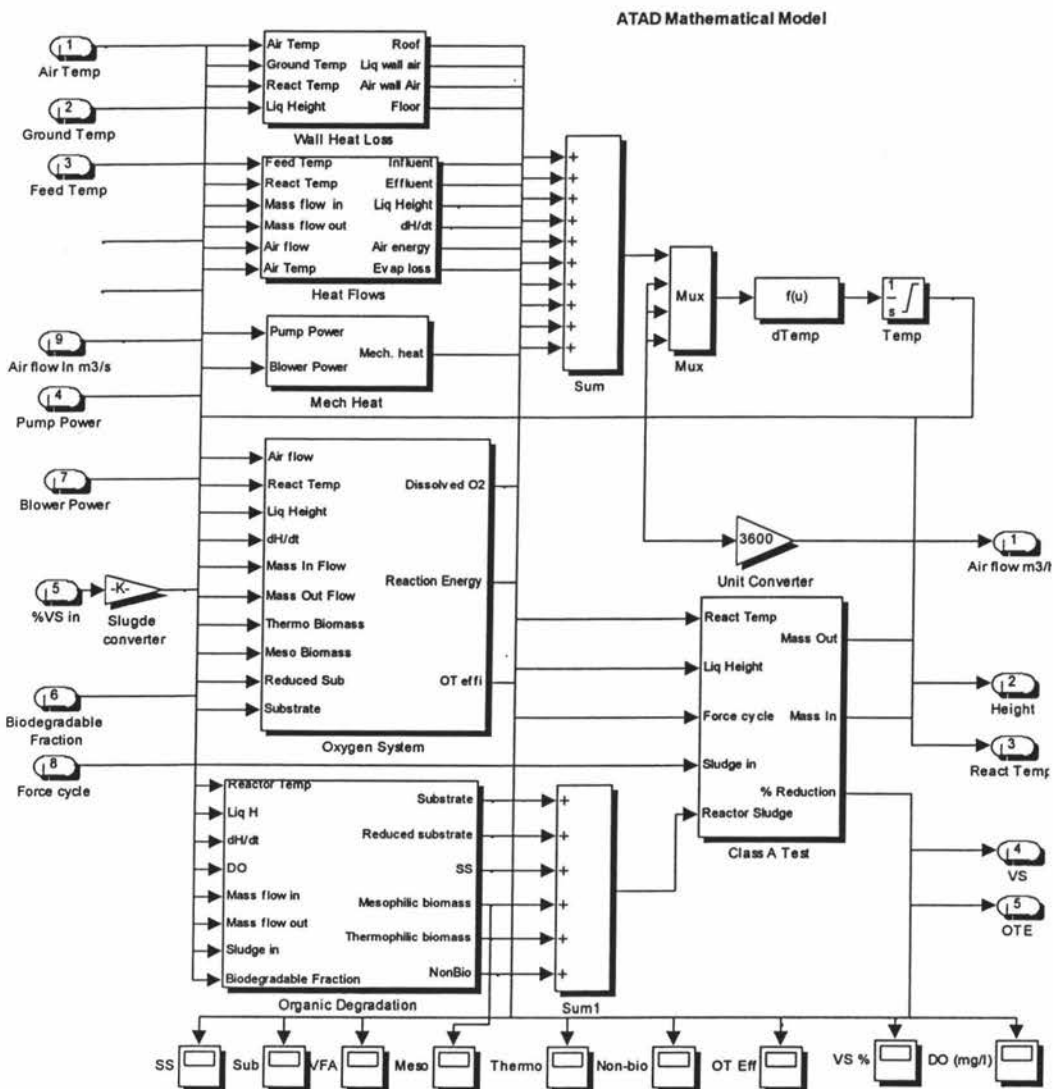 ATAD Mathematical Model
1
Air Temp
2
Ground Temp
3
Feed Temp
9
Air flow In m3/s
4
Pump Power
7
Blower Power
5
%VS in
-K-
Slugde
converter
6
Biodegradable
Fraction
8
Force cycle
Air Temp
Ground Temp
React Temp
Liq Height
Roof
Liq wall air
Air wall Air
Floor
Wall Heat Loss
Feed Temp
React Temp
Mass flow in
Mass flow out
Air flow
Air Temp
Influent
Effluent
Liq Height
dH/dt
Air energy
Evap loss
Heat Flows
Pump Power
Blower Power
Mech. heat
Mech Heat
Air flow
React Temp
Liq Height
dH/dt
Mass In Flow
Mass Out Flow
Thermo Biomass
Meso Biomass
Reduced Sub
Substrate
Dissolved O2
Reaction Energy
OT effi
Oxygen System
Reactor Temp
Liq H
dH/dt
DO
Mass flow in
Mass flow out
Sludge in
Biodegradable Fraction
Substrate
Reduced substrate
SS
Mesophilic biomass
Thermophilic biomass
NonBio
Organic Degradation
+
+
+
+
+
+
+
+
+
+
Sum
Mux
Mux
f(u)
dTemp
1
s
Temp
3600
Unit Converter
+
+
+
+
+
+
Sum1
React Temp
Liq Height
Force cycle
Sludge in
Reactor Sludge
Mass Out
Mass In
% Reduction
Class A Test
1
Air flow m3/h
2
Height
3
React Temp
4
VS
5
OTE
SS
Sub
VFA
Meso
Thermo
Non-bio
OT Eff
VS %
DO (mg/l)